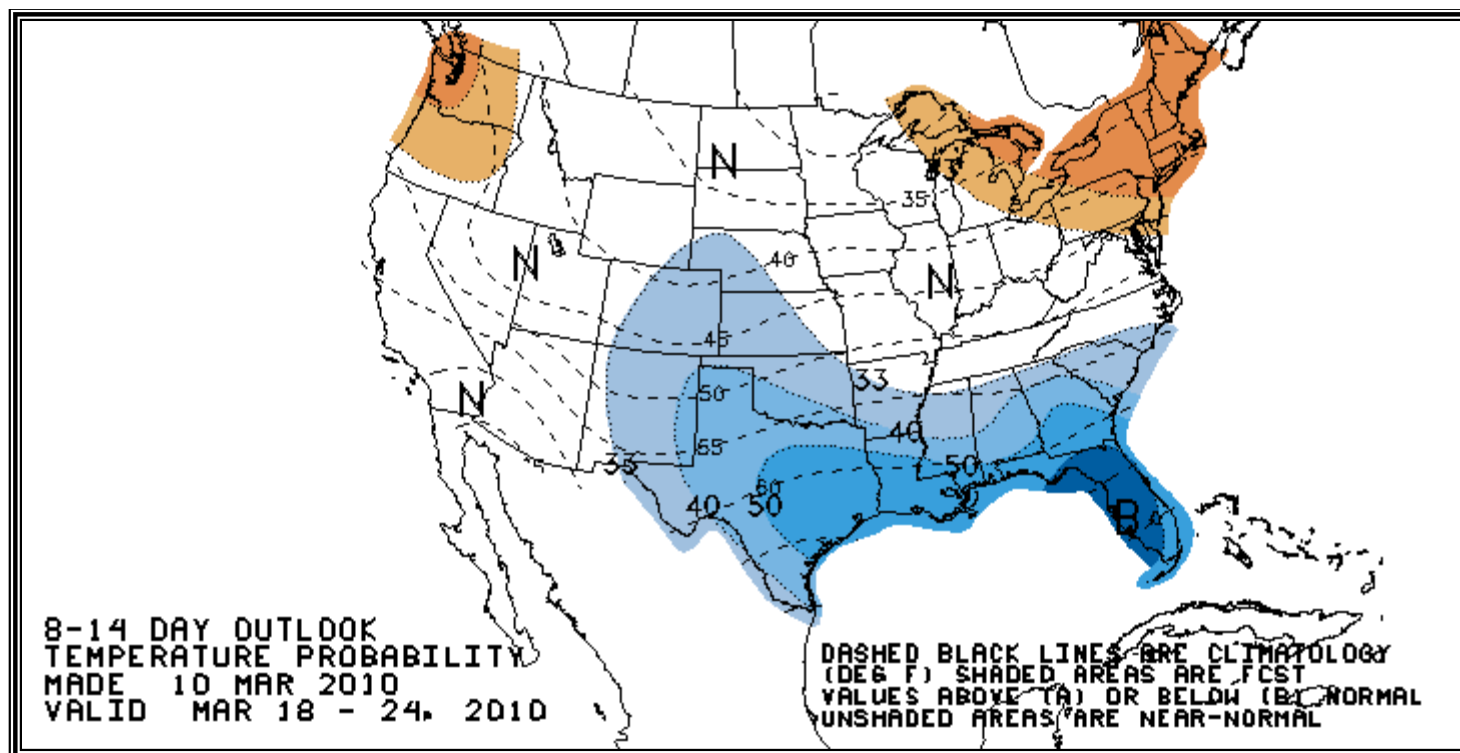 N
35
N
40
N
45
33
N
50
40
55
33
50
60
40
50
B
8-14 DAY OUTLOOK
TEMPERATURE PROBABILITY
MADE 10 MAR 2010
VALID MAR 18 - 24, 2010
DASHED BLACK LINES ARE CLIMATOLOGY
(DEG F) SHADED AREAS ARE FCST
VALUES ABOVE (A) OR BELOW (B) NORMAL
UNSHADED AREAS ARE NEAR-NORMAL